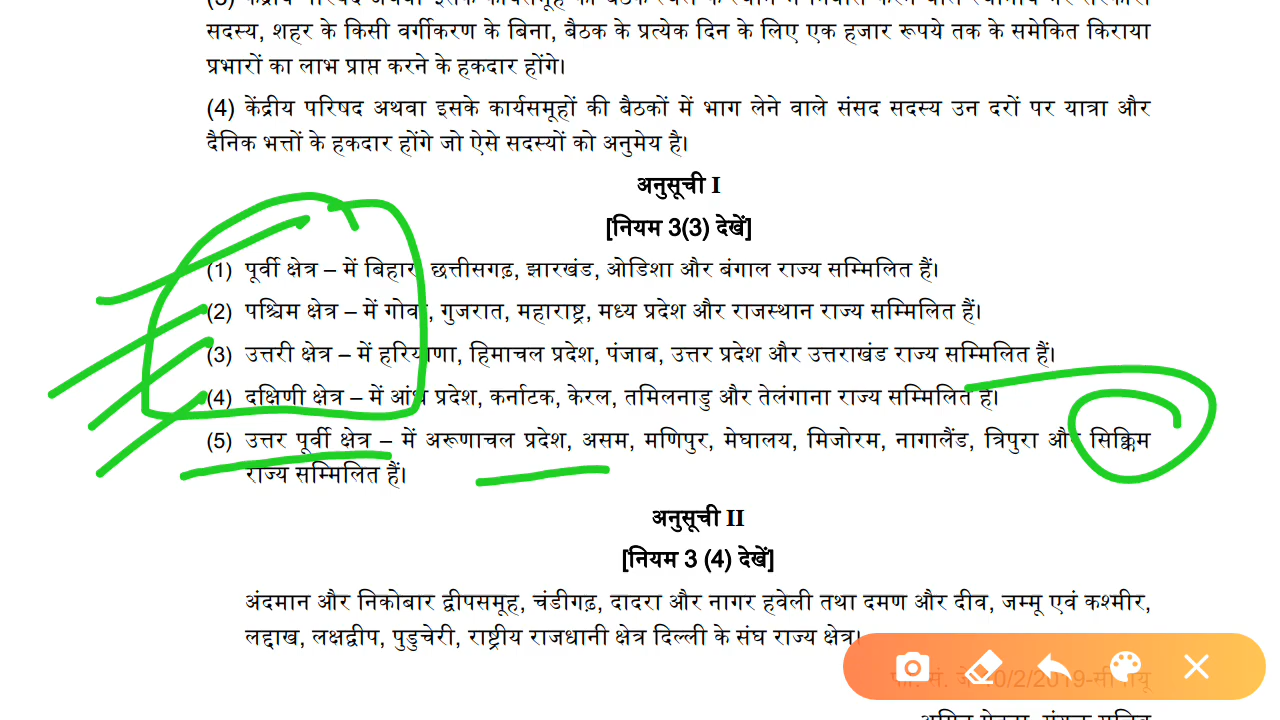 सदस्य, शहर के किसी वर्गीकरण के बिना, बैठक के प्रत्येक दिन के लिए एक हजार रूपये तक के समेकित किराया
प्रभारों का लाभ प्राप्त करने के हकदार होंगे।
(4) केंद्रीय परिषद अथवा इसके कार्यसमूहों की बैठकों में भाग लेने वाले संसद सदस्य उन दरों पर यात्रा और
दैनिक भत्तों के हकदार होंगे जो ऐसे सदस्यों को अनुमेय है।
अनुसूची I
[नियम 3(3) देखें]
(1) पूर्वी क्षेत्र – में बिहार, छत्तीसगढ़, झारखंड, ओडिशा और बंगाल राज्य सम्मिलित हैं।
(2) पश्चिम क्षेत्र – में गोवा, गुजरात, महाराष्ट्र, मध्य प्रदेश और राजस्थान राज्य सम्मिलित हैं।
(3) उत्तरी क्षेत्र – में हरियाणा, हिमाचल प्रदेश, पंजाब, उत्तर प्रदेश और उत्तराखंड राज्य सम्मिलित हैं।
(4) दक्षिणी क्षेत्र – में आंध्र प्रदेश, कर्नाटक, केरल, तमिलनाडु और तेलंगाना राज्य सम्मिलित हैं।
(5) उत्तर पूर्वी क्षेत्र – में अरूणाचल प्रदेश, असम, मणिपुर, मेघालय, मिजोरम, नागालैंड, त्रिपुरा और सिक्किम
राज्य सम्मिलित हैं।
अनुसूची II
[नियम 3 (4) देखें]
अंदमान और निकोबार द्वीपसमूह, चंडीगढ़, दादरा और नागर हवेली तथा दमण और दीव, जम्मू एवं कश्मीर,
लद्दाख, लक्षद्वीप, पुडुचेरी, राष्ट्रीय राजधानी क्षेत्र दिल्ली के संघ राज्य क्षेत्र।